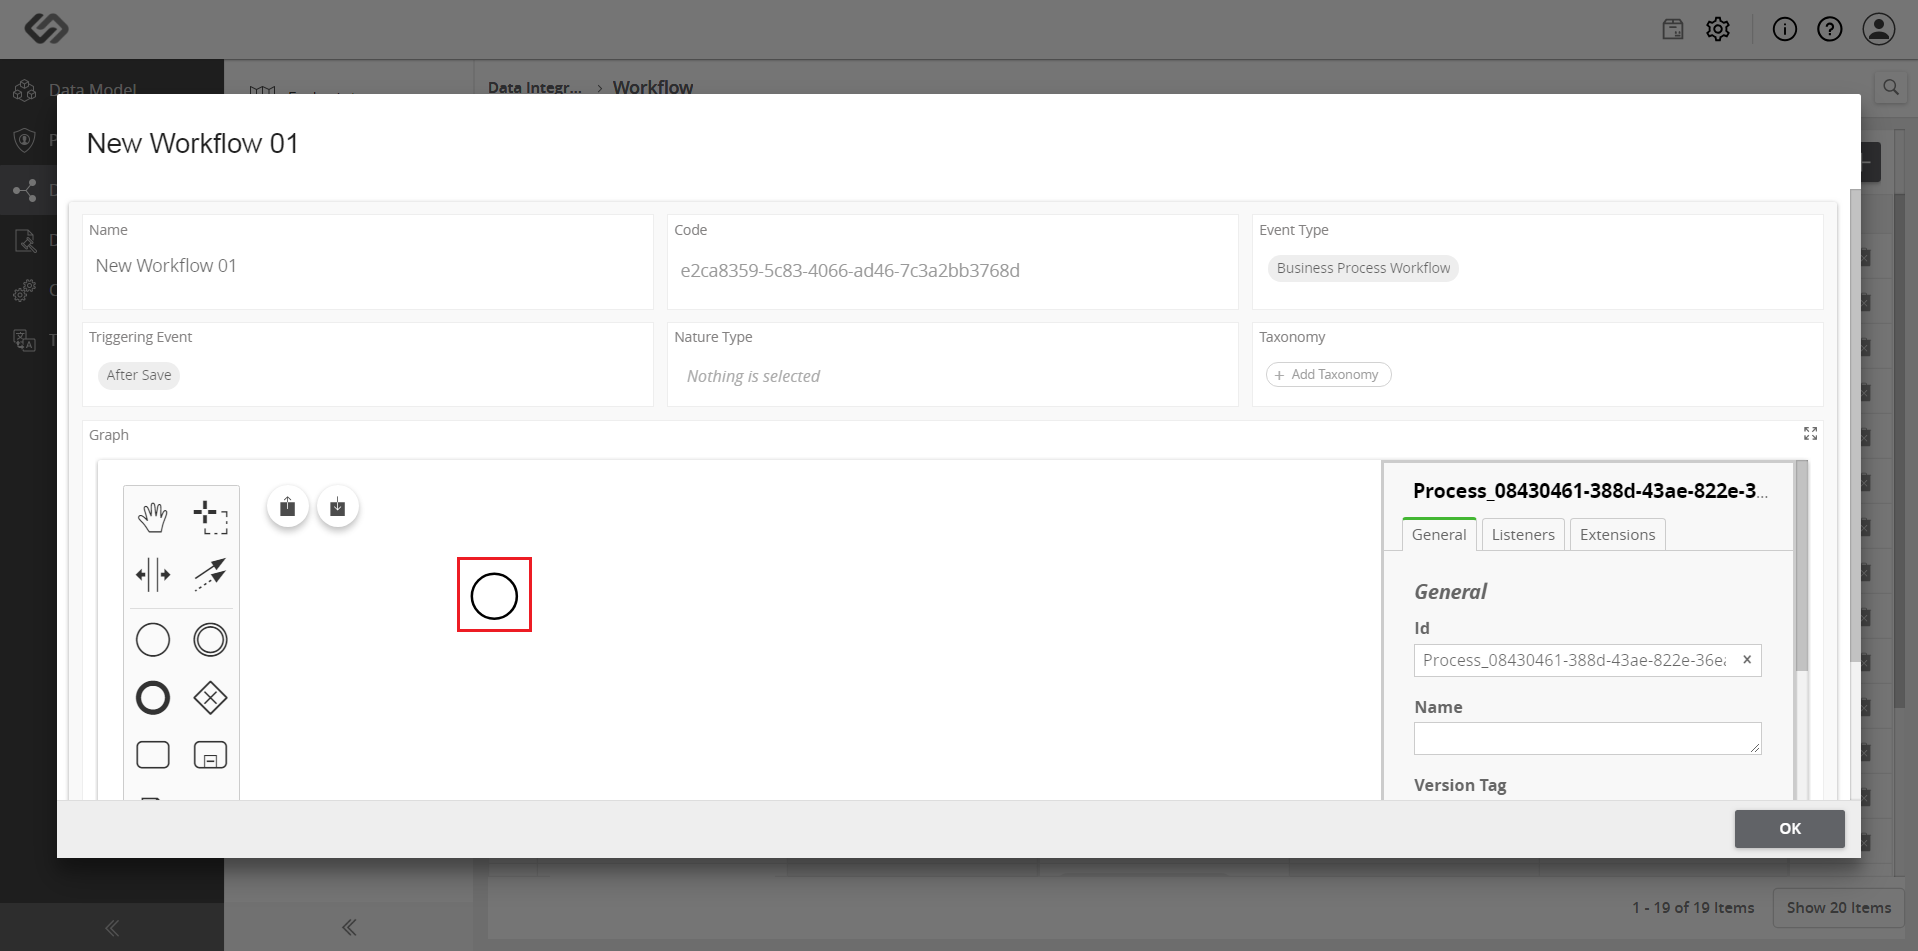 Data Model
Data Integr... › Workflow
New Workflow 01
Name
New Workflow 01
Code
e2ca8359-5c83-4066-ad46-7c3a2bb3768d
Event Type
Business Process Workflow
Triggering Event
After Save
Nature Type
Nothing is selected
Taxonomy
+ Add Taxonomy
Graph
Process_08430461-388d-43ae-822e-3...
General
Listeners
Extensions
General
Id
Process_08430461-388d-43ae-822e-36ea
Name
Version Tag
OK
1 - 19 of 19 Items
Show 20 Items